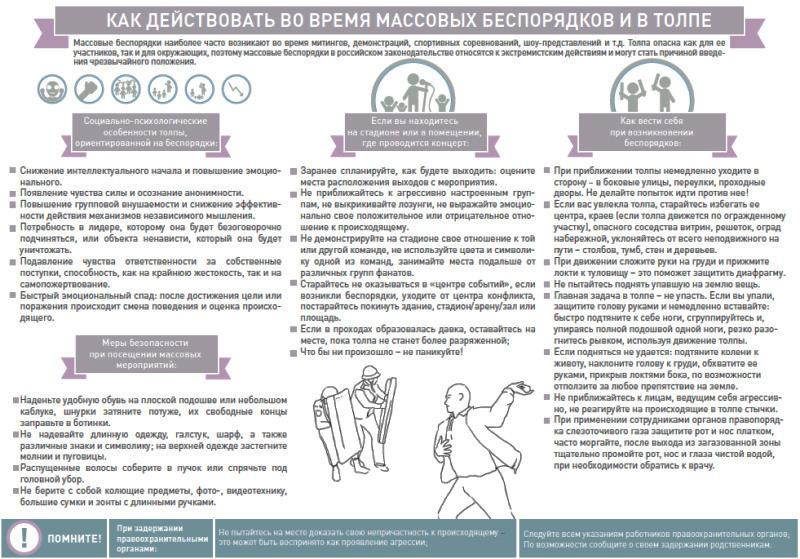 КАК ДЕЙСТВОВАТЬ ВО ВРЕМЯ МАССОВЫХ БЕСПОРЯДКОВ И В ТОЛПЕ
Массовые беспорядки наиболее часто возникают во время митингов, демонстраций, спортивных соревнований, шоу-представлений и т.д. Толпа опасна как для ее
участников, так и для окружающих, поэтому массовые беспорядки в российском законодательстве относятся к экстремистским действиям и могут стать причиной введе-
ния чрезвычайного положения.
Социально-психологические
особенности толпы,
ориентированной на беспорядки:
Снижение интеллектуального начала и повышение эмоцио-
нального.
Появление чувства силы и осознание анонимности.
Повышение групповой внушаемости и снижение эффектив-
ности действия механизмов независимого мышления.
Потребность в лидере, которому она будет безоговорочно
подчиняться, или объекта ненависти, который она будет
уничтожать.
Подавление чувства ответственности за собственные
поступки, способность, как на крайнюю жестокость, так и на
самопожертвование.
Быстрый эмоциональный спад: после достижения цели или
поражения происходит смена поведения и оценка происхо-
дящего.
Меры безопасности
при посещении массовых
мероприятий:
Наденьте удобную обувь на плоской подошве или небольшом
каблуке, шнурки затяните потуже, их свободные концы
заправьте в ботинки.
Не надевайте длинную одежду, галстук, шарф, а также
различные знаки и символику; на верхней одежде застегните
молнии и пуговицы.
Распущенные волосы соберите в пучок или спрячьте под
головной убор.
Не берите с собой колющие предметы, фото-, видеотехнику,
большие сумки и зонты с длинными ручками.
Если вы находитесь
на стадионе или в помещении,
где проводится концерт:
Заранее спланируйте, как будете выходить: оцените
места расположения выходов с мероприятия.
Не приближайтесь к агрессивно настроенным груп-
пам, не выкрикивайте лозунги, не выражайте эмоцио-
нально свое положительное или отрицательное отно-
шение к происходящему.
Не демонстрируйте на стадионе свое отношение к той
или другой команде, не используйте цвета и символи-
ку одной из команд, занимайте места подальше от
различных групп фанатов.
Старайтесь не оказываться в «центре событий», если
возникли беспорядки, уходите от центра конфликта,
постарайтесь покинуть здание, стадион/арену/зал или
площадь.
Если в проходах образовалась давка, оставайтесь на
месте, пока толпа не станет более разряженной;
Что бы ни произошло – не паникуйте!
Как вести себя
при возникновении
беспорядков:
При приближении толпы немедленно уходите в
сторону – в боковые улицы, переулки, проходные
дворы. Не делайте попыток идти против нее!
Если вас увлекла толпа, старайтесь избегать ее
центра, краев (если толпа движется по огражденному
участку), опасного соседства витрин, решеток, оград
набережной, уклоняйтесь от всего неподвижного на
пути – столбов, тумб, стен и деревьев.
При движении сложите руки на груди и прижмите
локти к туловищу – это поможет защитить диафрагму.
Не пытайтесь поднять упавшую на землю вещь.
Главная задача в толпе – не упасть. Если вы упали,
защитите голову руками и немедленно вставайте:
быстро подтяните к себе ноги, сгруппируйтесь и,
упираясь полной подошвой одной ноги, резко разо-
гнитесь рывком, используя движение толпы.
Если подняться не удается: подтяните колени к
животу, наклоните голову к груди, обхватите ее
руками, прикрыв локтями бока, по возможности
отползите за любое препятствие на земле.
Не приближайтесь к лицам, ведущим себя агрессив-
но, не реагируйте на происходящие в толпе стычки.
При применении сотрудниками органов правопоряд-
ка слезоточивого газа защитите рот и нос платком,
часто моргайте, после выхода из загазованной зоны
тщательно промойте рот, нос и глаза чистой водой,
при необходимости обратись к врачу.
! ПОМНИТЕ!
При задержании
правоохранительными
органами:
Не пытайтесь на месте доказать свою непричастность к происходящему –
это может быть воспринято как проявление агрессии;
Следуйте всем указаниям работников правоохранительных органов;
По возможности сообщите о своем задержании родственникам.